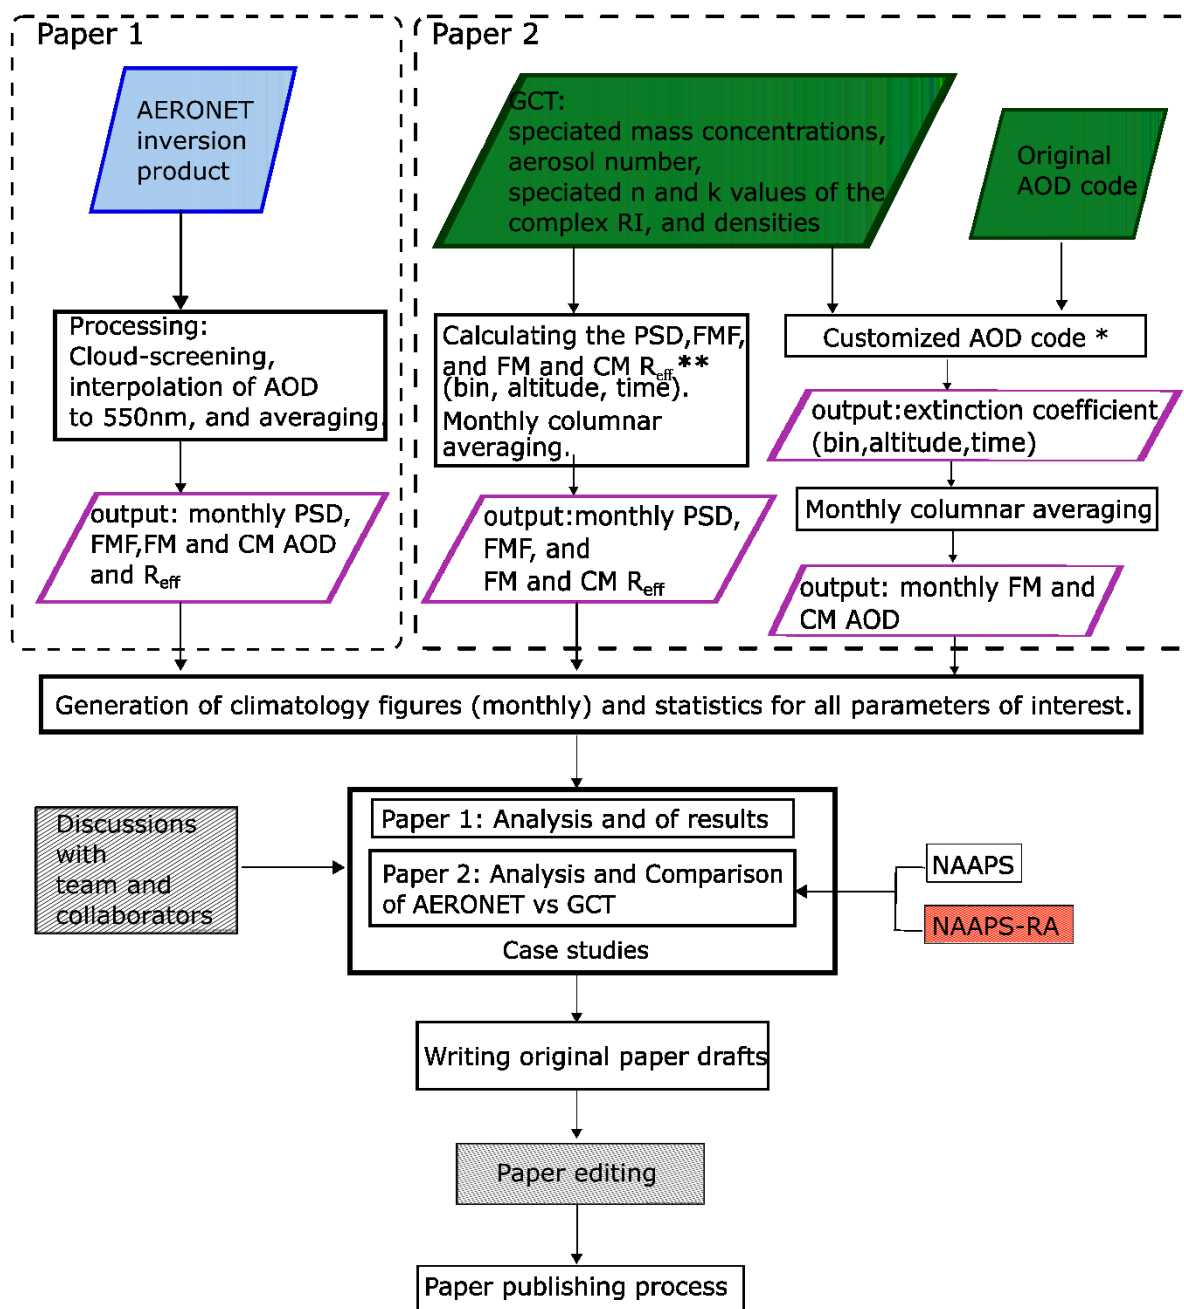 Paper 1
AERONET
inversion
product
Processing:
Cloud-screening,
interpolation of AOD
to 550nm, and averaging.
output: monthly PSD,
FMF,FM and CM AOD
and Reff
Paper 2
GCT:
speciated mass concentrations,
aerosol number,
speciated n and k values of the
complex RI, and densities
Original
AOD code
Calculating the PSD,FMF,
and FM and CM Reff**
(bin, altitude, time).
Monthly columnar
averaging.
output:monthly PSD,
FMF, and
FM and CM Reff
Customized AOD code *
output:extinction coefficient
(bin,altitude,time)
Monthly columnar averaging
output: monthly FM and
CM AOD
Generation of climatology figures (monthly) and statistics for all parameters of interest.
Discussions
with
team and
collaborators
Paper 1: Analysis and of results
Paper 2: Analysis and Comparison
of AERONET vs GCT
Case studies
NAAPS
NAAPS-RA
Writing original paper drafts
Paper editing
Paper publishing process